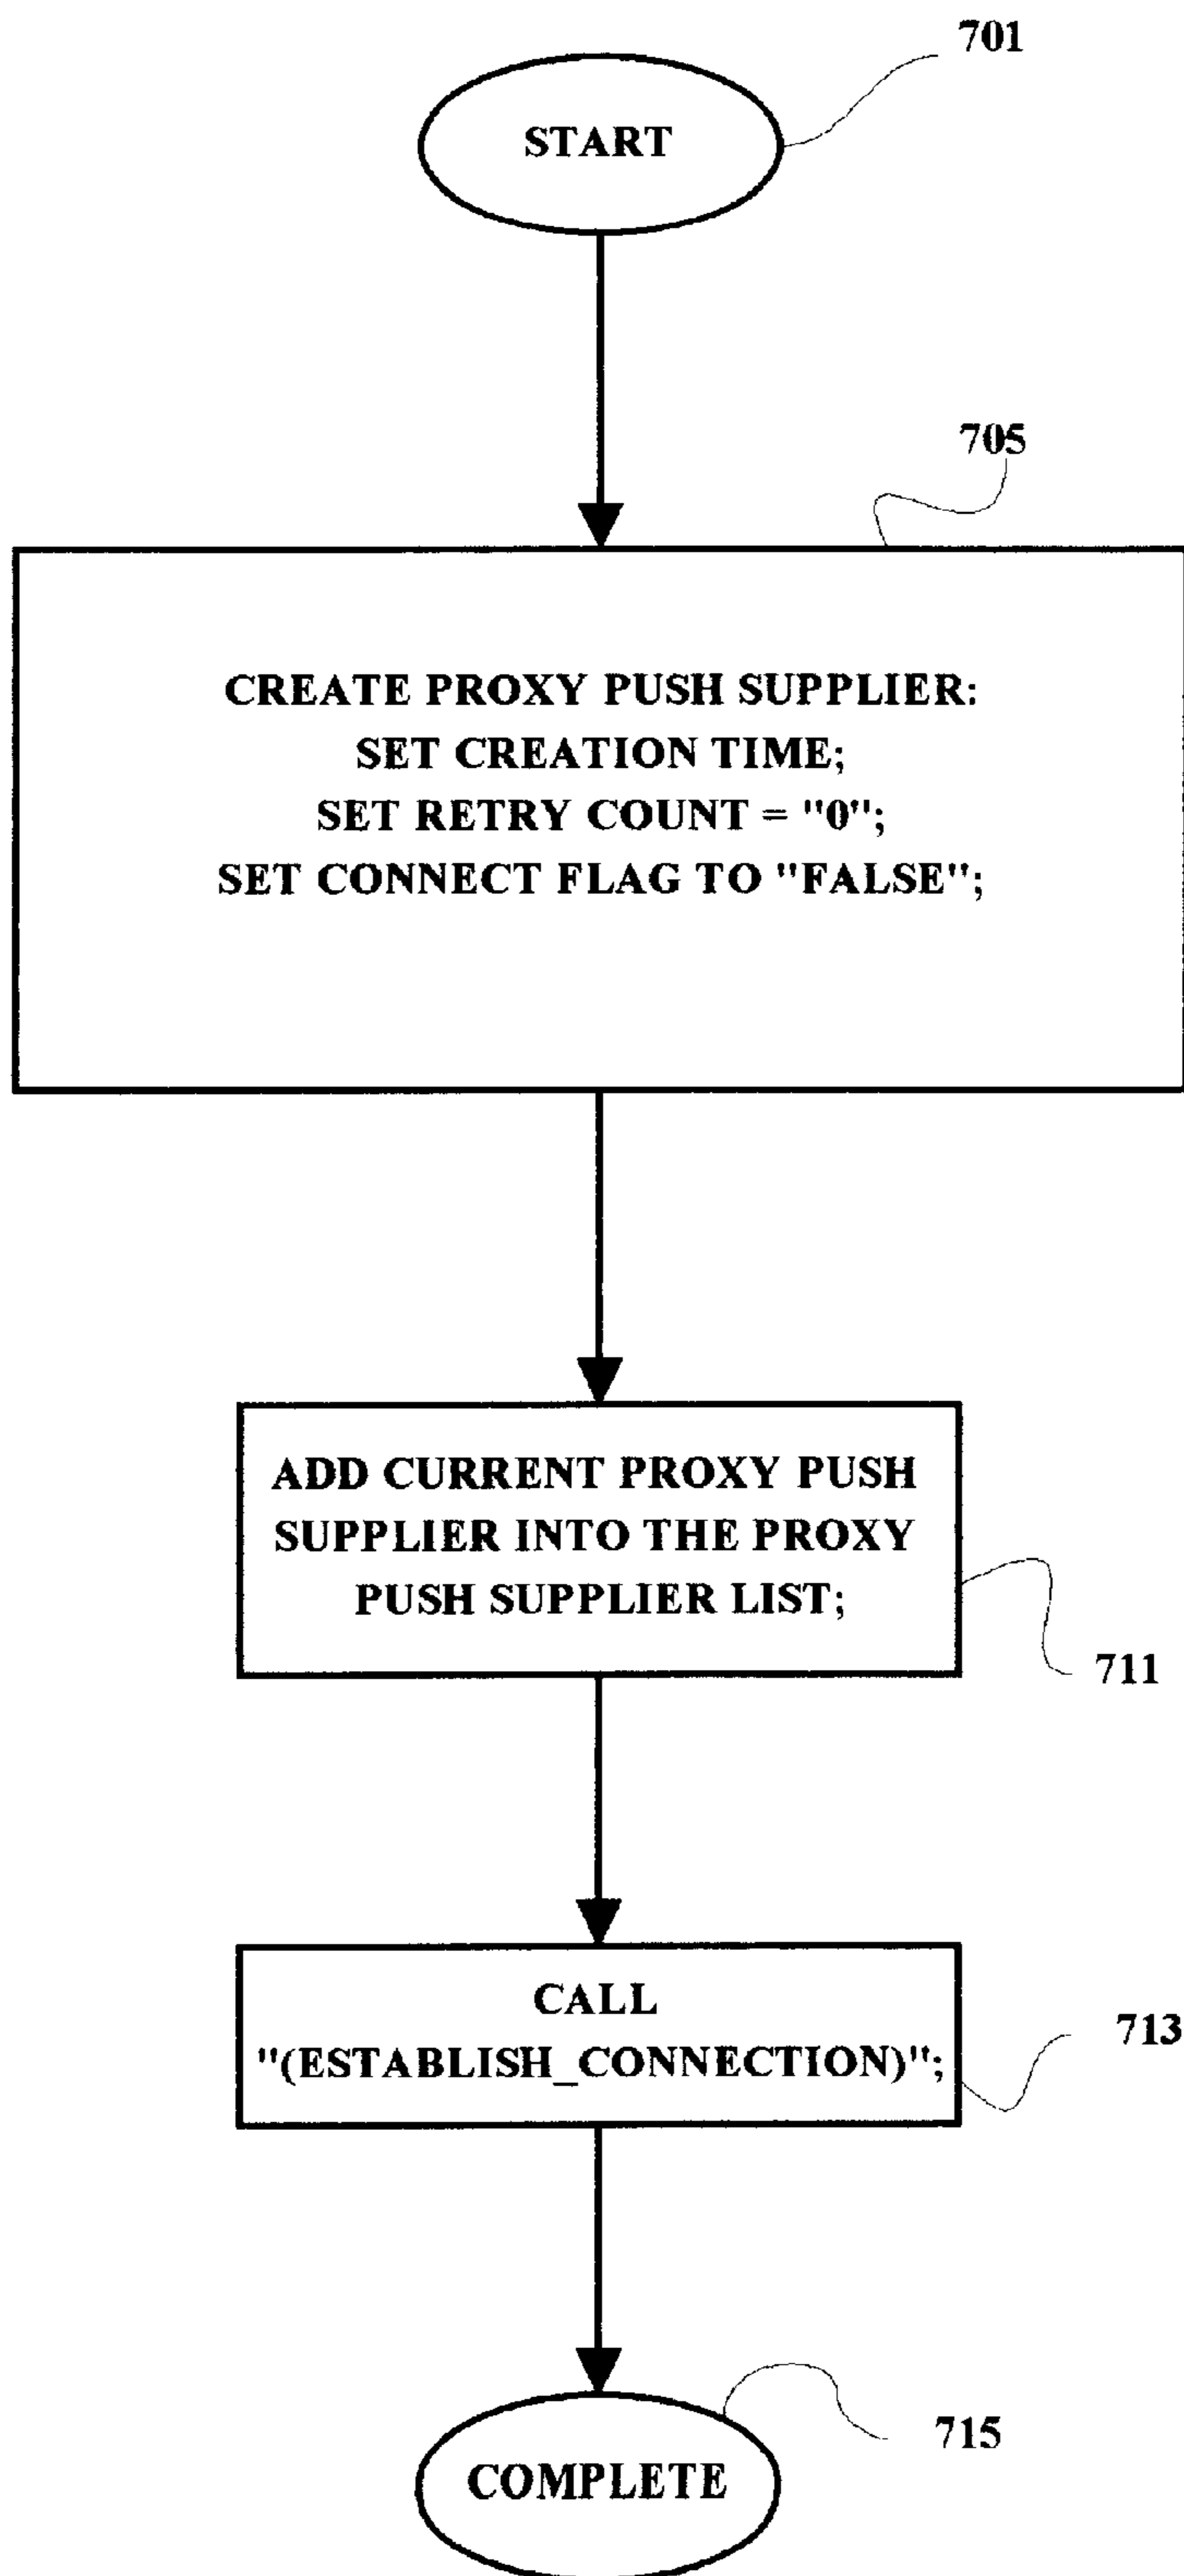 701
START
705
CREATE PROXY PUSH SUPPLIER:
SET CREATION TIME;
SET RETRY COUNT = "0";
SET CONNECT FLAG TO "FALSE";
ADD CURRENT PROXY PUSH
SUPPLIER INTO THE PROXY
PUSH SUPPLIER LIST;
711
CALL
"(ESTABLISH_CONNECTION)";
713
715
COMPLETE